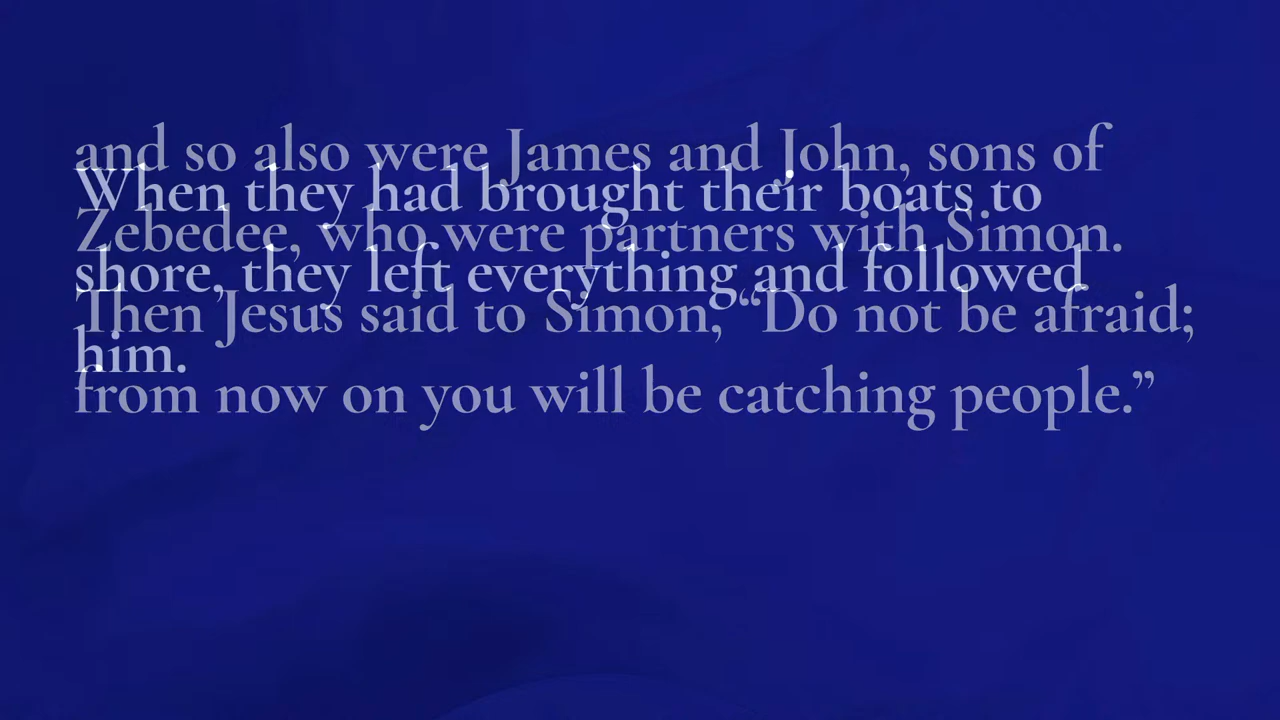 and so also were James and John, sons of
When they had brought their boats to
Zebedee, who were partners with Simon.
shore, they left everything and followed
Then Jesus said to Simon, “Do not be afraid;
him.
from now on you will be catching people.”